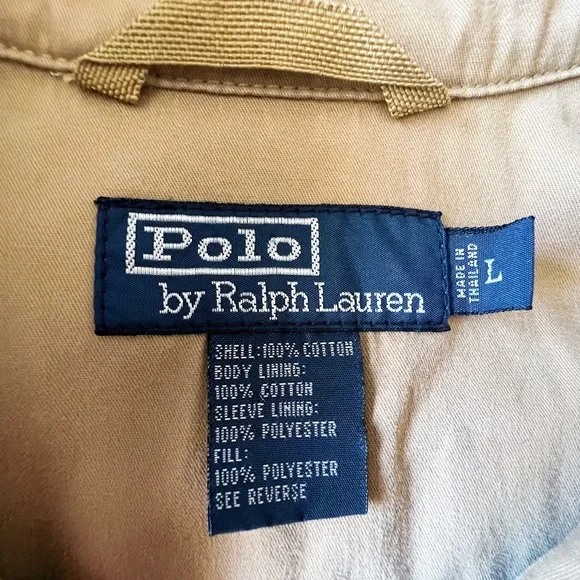 Polo
by Ralph Lauren
MADE IN
THAILAND
L
SHELL:100% COTTON
BODY LINING:
100% COTTON
SLEEVE LINING:
100% POLYESTER
FILL:
100% POLYESTER
SEE REVERSE